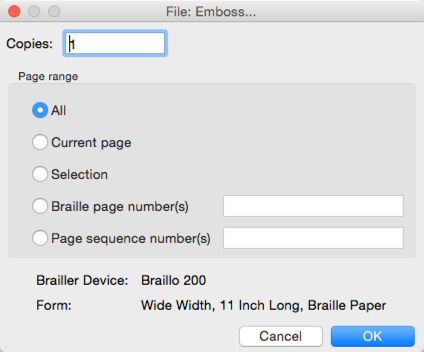 File: Emboss...
Copies: 1
Page range
All
Current page
Selection
Braille page number(s)
Page sequence number(s)
Brailler Device: Braillo 200
Form: Wide Width, 11 Inch Long, Braille Paper
Cancel OK